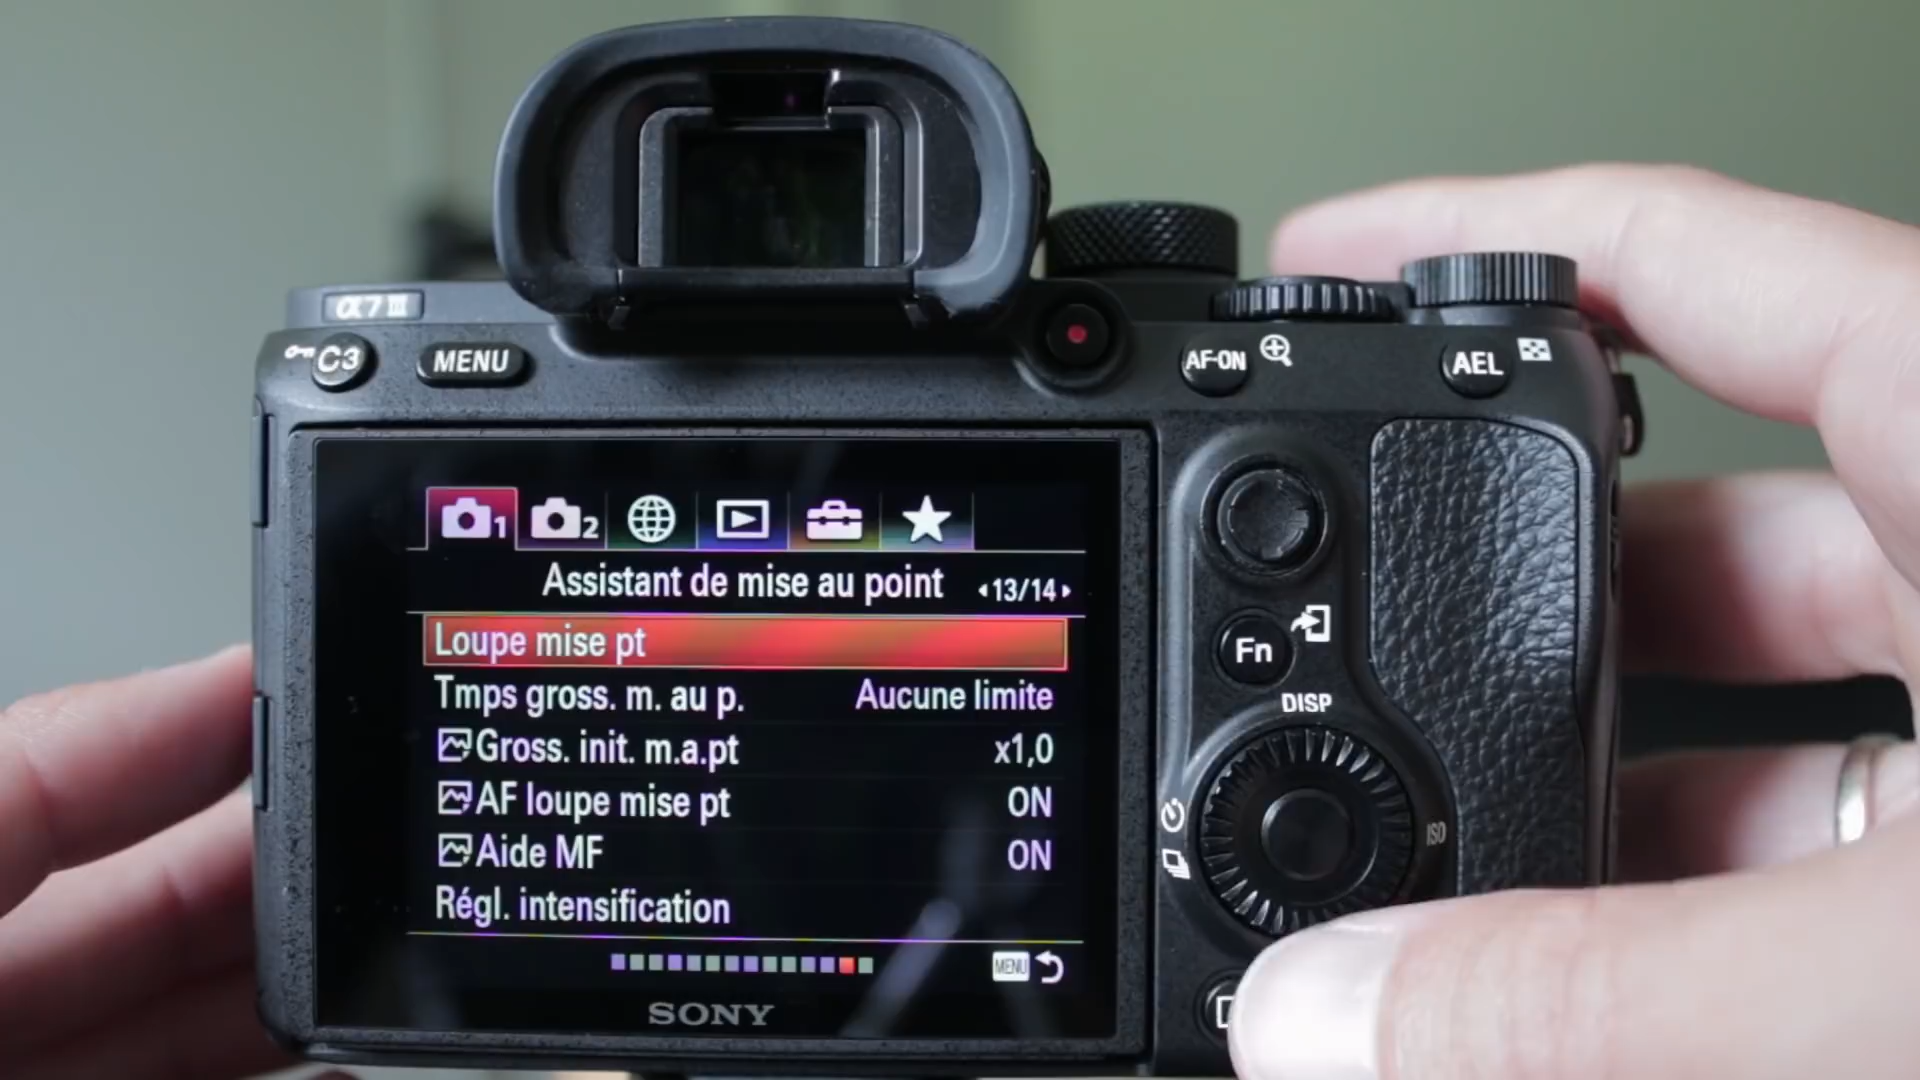 α7 III
C3
MENU
AF-ON
AEL
1
2
Assistant de mise au point 13/14
Loupe mise pt
Tmps gross. m. au p. Aucune limite
Gross. init. m.a.pt x1,0
AF loupe mise pt ON
Aide MF ON
Régl. intensification
MENU
SONY
Fn
DISP
ISO